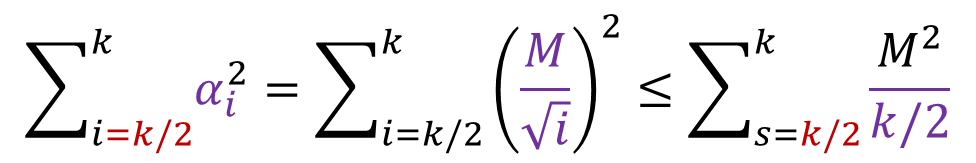 ∑_{i=k/2}^{k} α_i^2 = ∑_{i=k/2}^{k} (M/√i)^2 ≤ ∑_{s=k/2}^{k} M^2/(k/2)